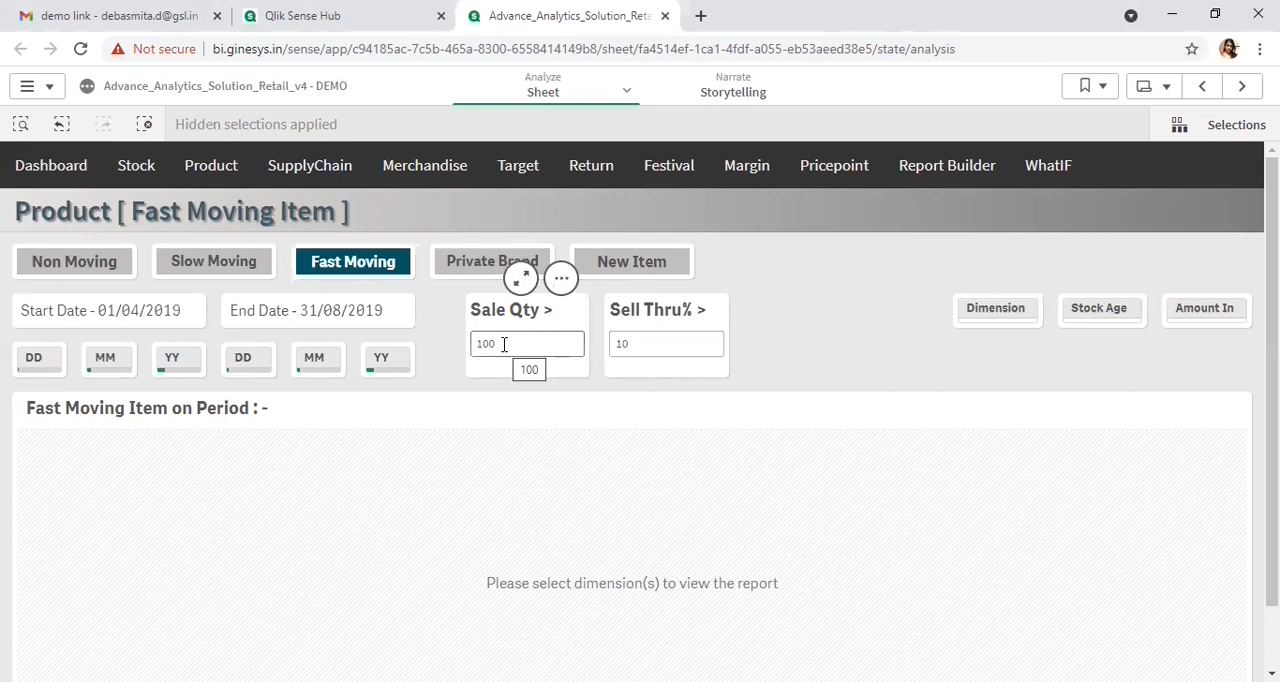 demo link - debasmita.d@gsl.in
Qlik Sense Hub
Advance_Analytics_Solution_Reta
Not secure
bi.ginesys.in/sense/app/c94185ac-7c5b-465a-8300-6584414149b8/sheet/fa4514ef-1ca1-4fdf-a055-eb53aeed38e5/state/analysis
Advance_Analytics_Solution_Retail_v4 - DEMO
Analyze
Sheet
Narrate
Storytelling
Hidden selections applied
Selections
Dashboard Stock Product SupplyChain Merchandise Target Return Festival Margin Pricepoint Report Builder WhatIF
Product [ Fast Moving Item ]
Non Moving Slow Moving Fast Moving Private Brand New Item
Start Date - 01/04/2019 End Date - 31/08/2019 Sale Qty > Sell Thru% > Dimension Stock Age Amount In
100 10
DD MM YY DD MM YY
100
Fast Moving Item on Period : -
Please select dimension(s) to view the report